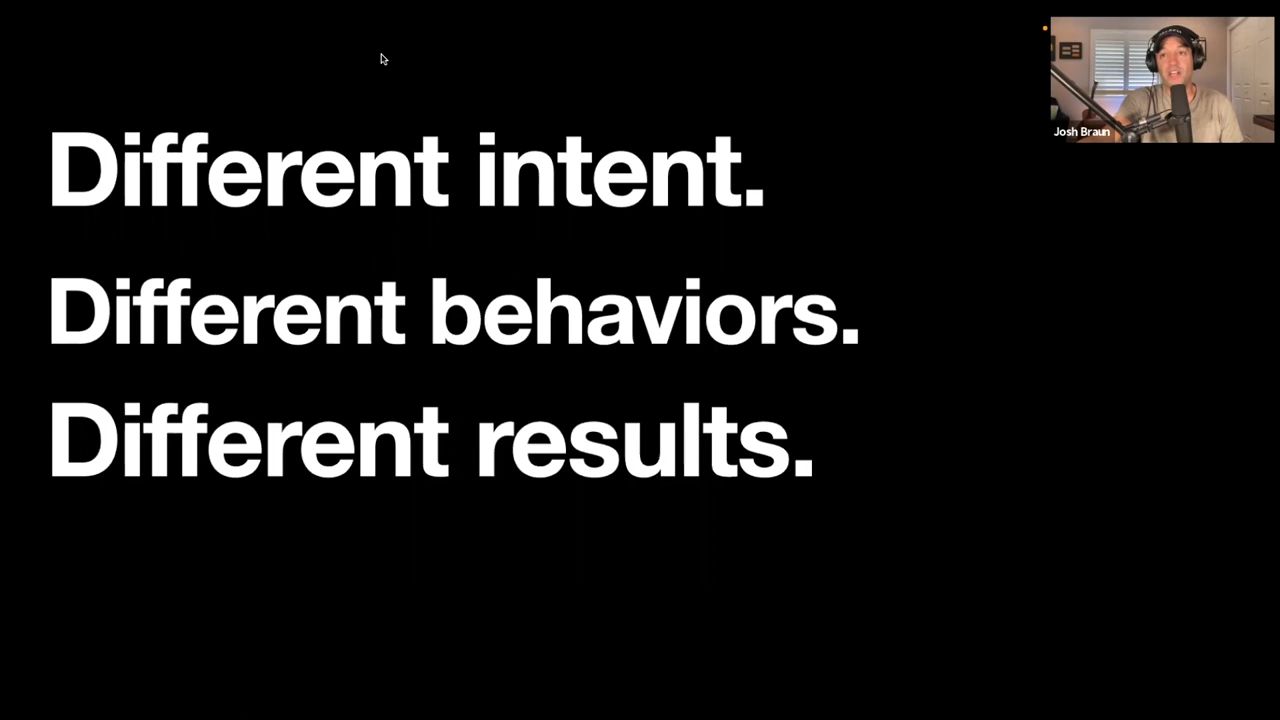 Different intent.
Different behaviors.
Different results.
Josh Braun